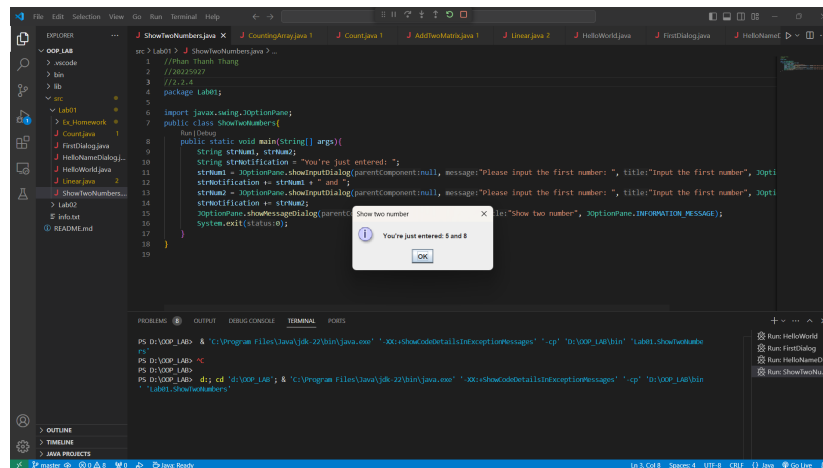 File Edit Selection View Go Run Terminal Help
EXPLORER
OOP_LAB
.vscode
bin
lib
src
Lab01
Ex_Homework
Count.java 1
FirstDialog.java
HelloNameDialog.j...
HelloWorld.java
Linear.java 2
ShowTwoNumbers...
Lab02
info.txt
README.md
OUTLINE
TIMELINE
JAVA PROJECTS
ShowTwoNumbers.java CountingArray.java 1 Count.java 1 AddTwoMatrix.java 1 Linear.java 2 HelloWorld.java FirstDialog.java HelloNameD
src > Lab01 > ShowTwoNumbers.java > ...
1 //Phan Thanh Thang
2 //20225927
3 //2.2.4
4 package Lab01;
5
6 import javax.swing.JOptionPane;
7 public class ShowTwoNumbers{
Run | Debug
8 public static void main(String[] args){
9 String strNum1, strNum2;
10 String strNotification = "You're just entered: ";
11 strNum1 = JOptionPane.showInputDialog(parentComponent:null, message:"Please input the first number: ", title:"Input the first number", JOpti
12 strNotification += strNum1 + " and ";
13 strNum2 = JOptionPane.showInputDialog(parentComponent:null, message:"Please input the first number: ", title:"Input the first number", JOpti
14 strNotification += strNum2;
15 JOptionPane.showMessageDialog(parentC le:"Show two number", JOptionPane.INFORMATION_MESSAGE);
16 System.exit(status:0);
17 }
18 }
19
Show two number
You're just entered: 5 and 8
OK
PROBLEMS 8 OUTPUT DEBUG CONSOLE TERMINAL PORTS
PS D:\OOP_LAB> & 'C:\Program Files\Java\jdk-22\bin\java.exe' '-XX:+ShowCodeDetailsInExceptionMessages' '-cp' 'D:\OOP_LAB\bin' 'Lab01.ShowTwoNumbe
rs'
PS D:\OOP_LAB> ^C
PS D:\OOP_LAB>
PS D:\OOP_LAB> d:; cd 'd:\OOP_LAB'; & 'C:\Program Files\Java\jdk-22\bin\java.exe' '-XX:+ShowCodeDetailsInExceptionMessages' '-cp' 'D:\OOP_LAB\bin
' 'Lab01.ShowTwoNumbers'
Run: HelloWorld
Run: FirstDialog
Run: HelloNameD
Run: ShowTwoNu
master 0 8 0 Java: Ready Ln 3, Col 8 Spaces: 4 UTF-8 CRLF {} Java Go Live